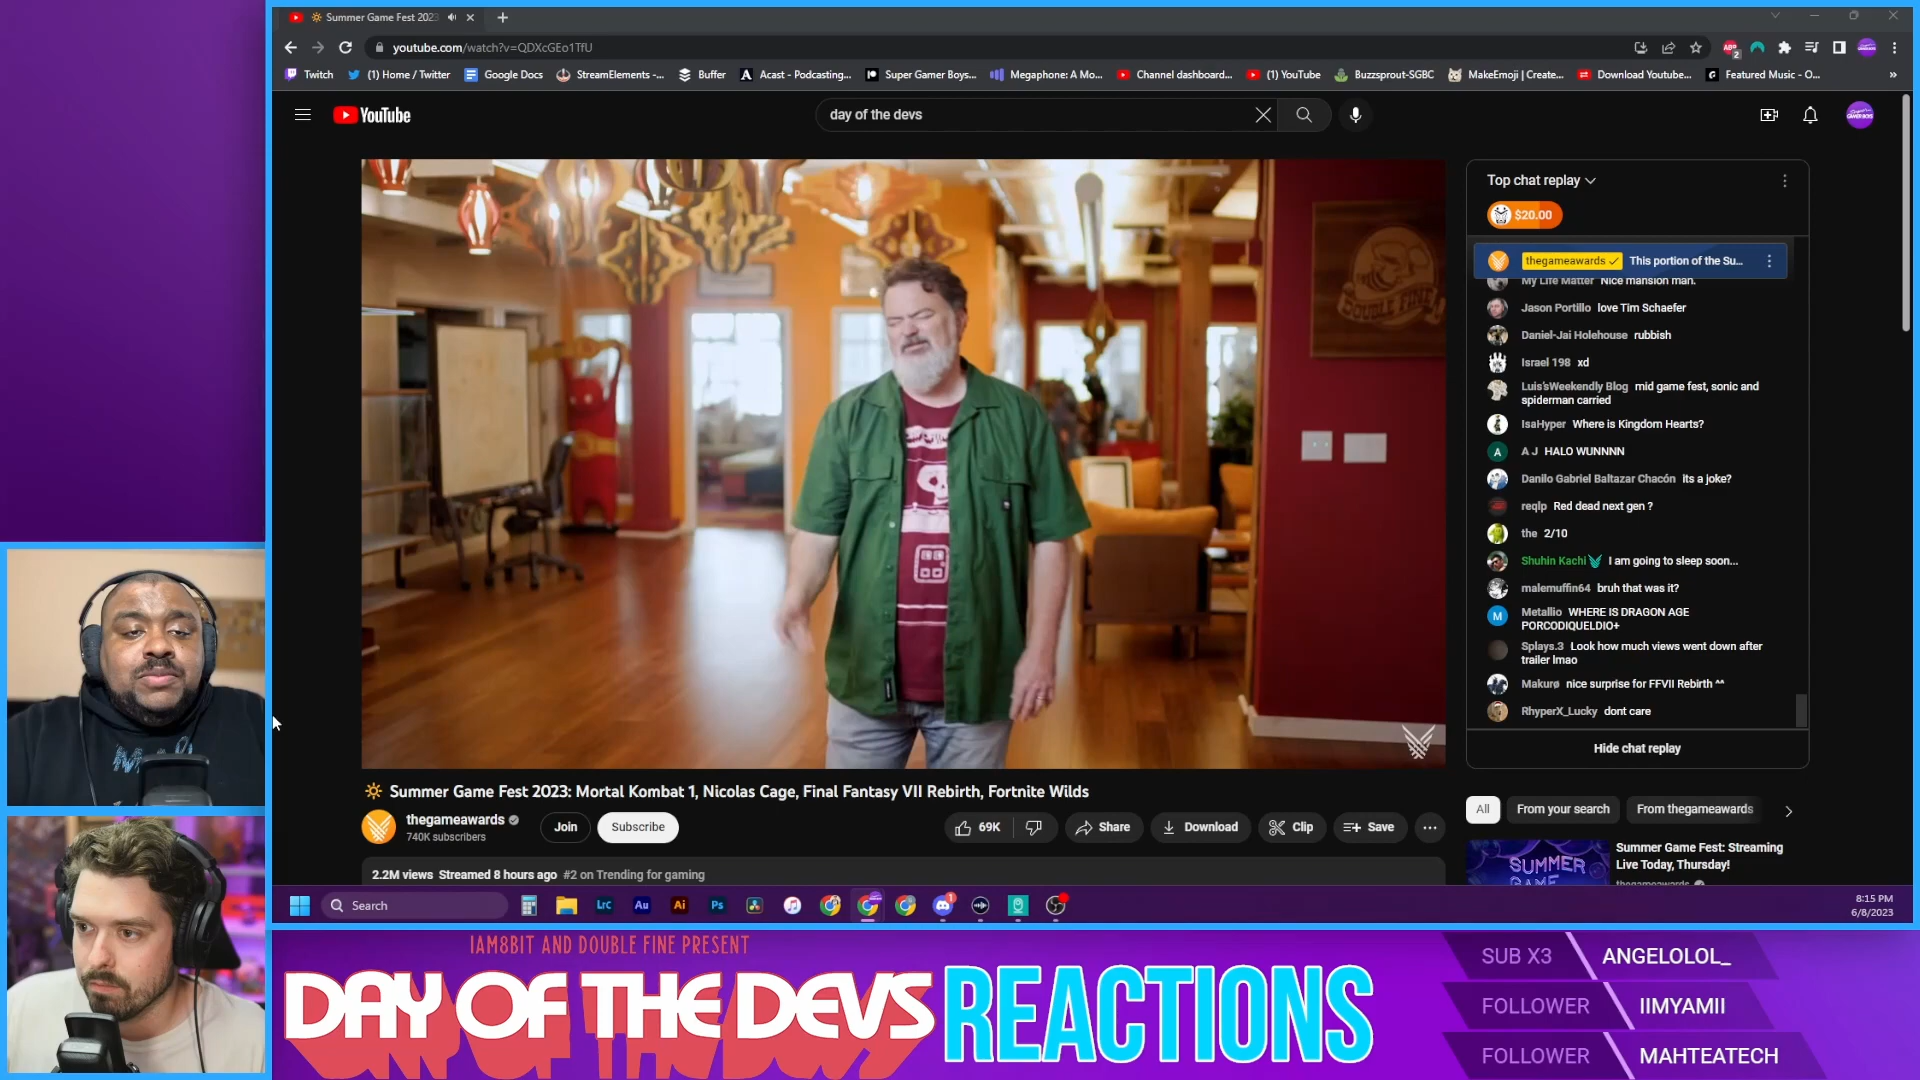 Summer Game Fest 2023
youtube.com/watch?v=QDXcGEo1TfU
Twitch
(1) Home / Twitter
Google Docs
StreamElements -...
Buffer
Acast - Podcasting...
Super Gamer Boys...
Megaphone: A Mo...
Channel dashboard...
(1) YouTube
Buzzsprout-SGBC
MakeEmoji | Create...
Download Youtube...
Featured Music - O...
YouTube
day of the devs
DOUBLE FINE
Top chat replay
$20.00
thegameawards This portion of the Su...
My Life Matter Nice mansion man.
Jason Portillo love Tim Schaefer
Daniel-Jai Holehouse rubbish
Israel 198 xd
Luis'sWeekendly Blog mid game fest, sonic and
spiderman carried
IsaHyper Where is Kingdom Hearts?
A A J HALO WUNNNN
Danilo Gabriel Baltazar Chacón Its a joke?
reqlp Red dead next gen ?
the 2/10
Shuhin Kachi I am going to sleep soon...
malemuffin64 bruh that was it?
M Metallio WHERE IS DRAGON AGE
PORCODIQUELDIO+
Splays.3 Look how much views went down after
trailer lmao
Makurø nice surprise for FFVII Rebirth ^^
RhyperX_Lucky dont care
Hide chat replay
Summer Game Fest 2023: Mortal Kombat 1, Nicolas Cage, Final Fantasy VII Rebirth, Fortnite Wilds
thegameawards
740K subscribers
Join
Subscribe
69K
Share
Download
Clip
Save
2.2M views Streamed 8 hours ago #2 on Trending for gaming
All
From your search
From thegameawards
SUMMER
GAME
Summer Game Fest: Streaming
Live Today, Thursday!
thegameawards
Search
LrC
Au
Ai
Ps
8:15 PM
6/8/2023
IAM8BIT AND DOUBLE FINE PRESENT
DAY OF THE DEVS REACTIONS
SUB X3 ANGELOLOL_
FOLLOWER IIMYAMII
FOLLOWER MAHTEATECH